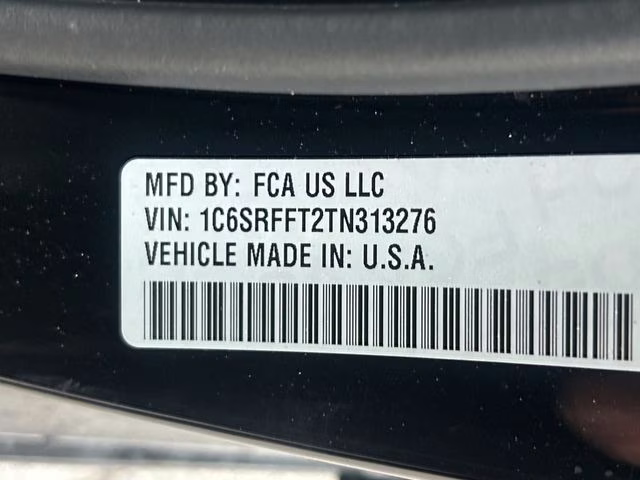 MFD BY: FCA US LLC
VIN: 1C6SRFFT2TN313276
VEHICLE MADE IN: U.S.A.